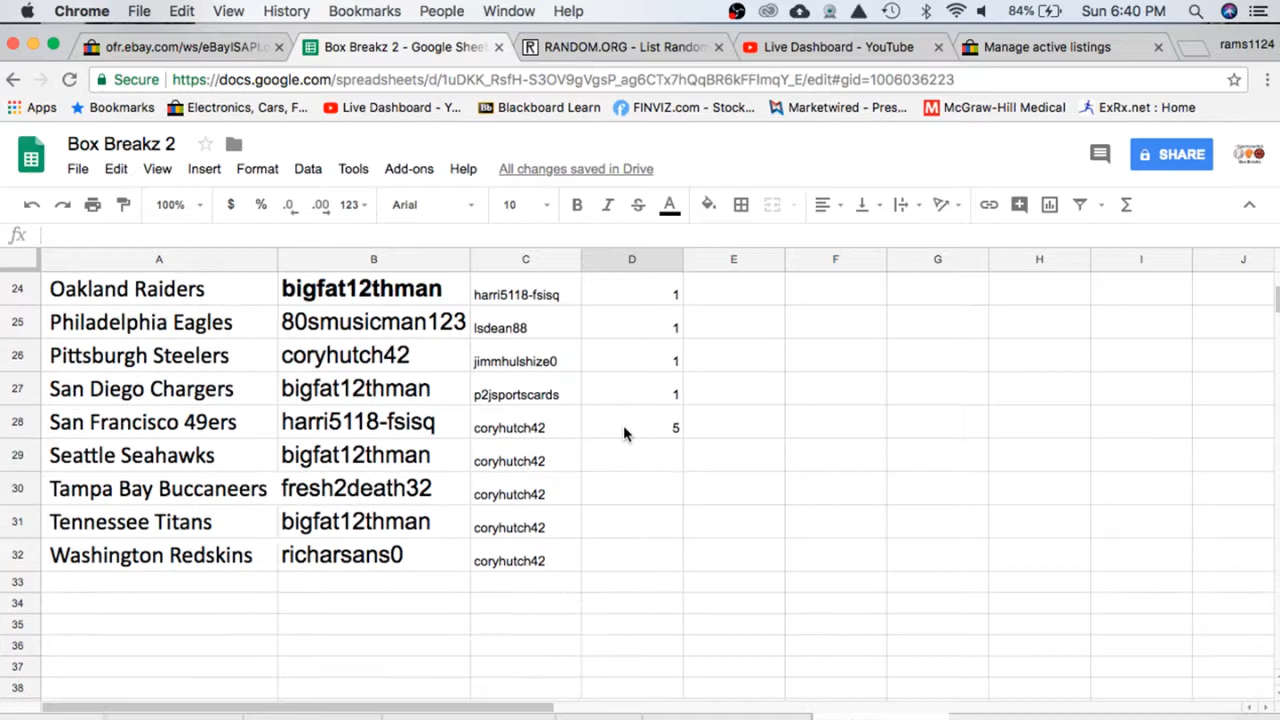 Chrome File Edit View History Bookmarks People Window Help 84% Sun 6:40 PM
ofr.ebay.com/ws/eBayISAPI.c × Box Breakz 2 - Google Sheet × RANDOM.ORG - List Random × Live Dashboard - YouTube × Manage active listings × rams1124
Secure https://docs.google.com/spreadsheets/d/1uDKK_RsfH-S3OV9gVgsP_ag6CTx7hQqBR6kFFImqY_E/edit#gid=1006036223
Apps Bookmarks Electronics, Cars, F... Live Dashboard - Y... Blackboard Learn FINVIZ.com - Stock... Marketwired - Pres... McGraw-Hill Medical ExRx.net : Home
Box Breakz 2
SHARE
File Edit View Insert Format Data Tools Add-ons Help All changes saved in Drive
100% $ % .0 .00 123 Arial 10 B I S A Σ
fx
A B C D E F G H I J
24 Oakland Raiders bigfat12thman harri5118-fsisq 1
25 Philadelphia Eagles 80smusicman123 lsdean88 1
26 Pittsburgh Steelers coryhutch42 jimmhulshize0 1
27 San Diego Chargers bigfat12thman p2jsportscards 1
28 San Francisco 49ers harri5118-fsisq coryhutch42 5
29 Seattle Seahawks bigfat12thman coryhutch42
30 Tampa Bay Buccaneers fresh2death32 coryhutch42
31 Tennessee Titans bigfat12thman coryhutch42
32 Washington Redskins richarsans0 coryhutch42
33
34
35
36
37
38